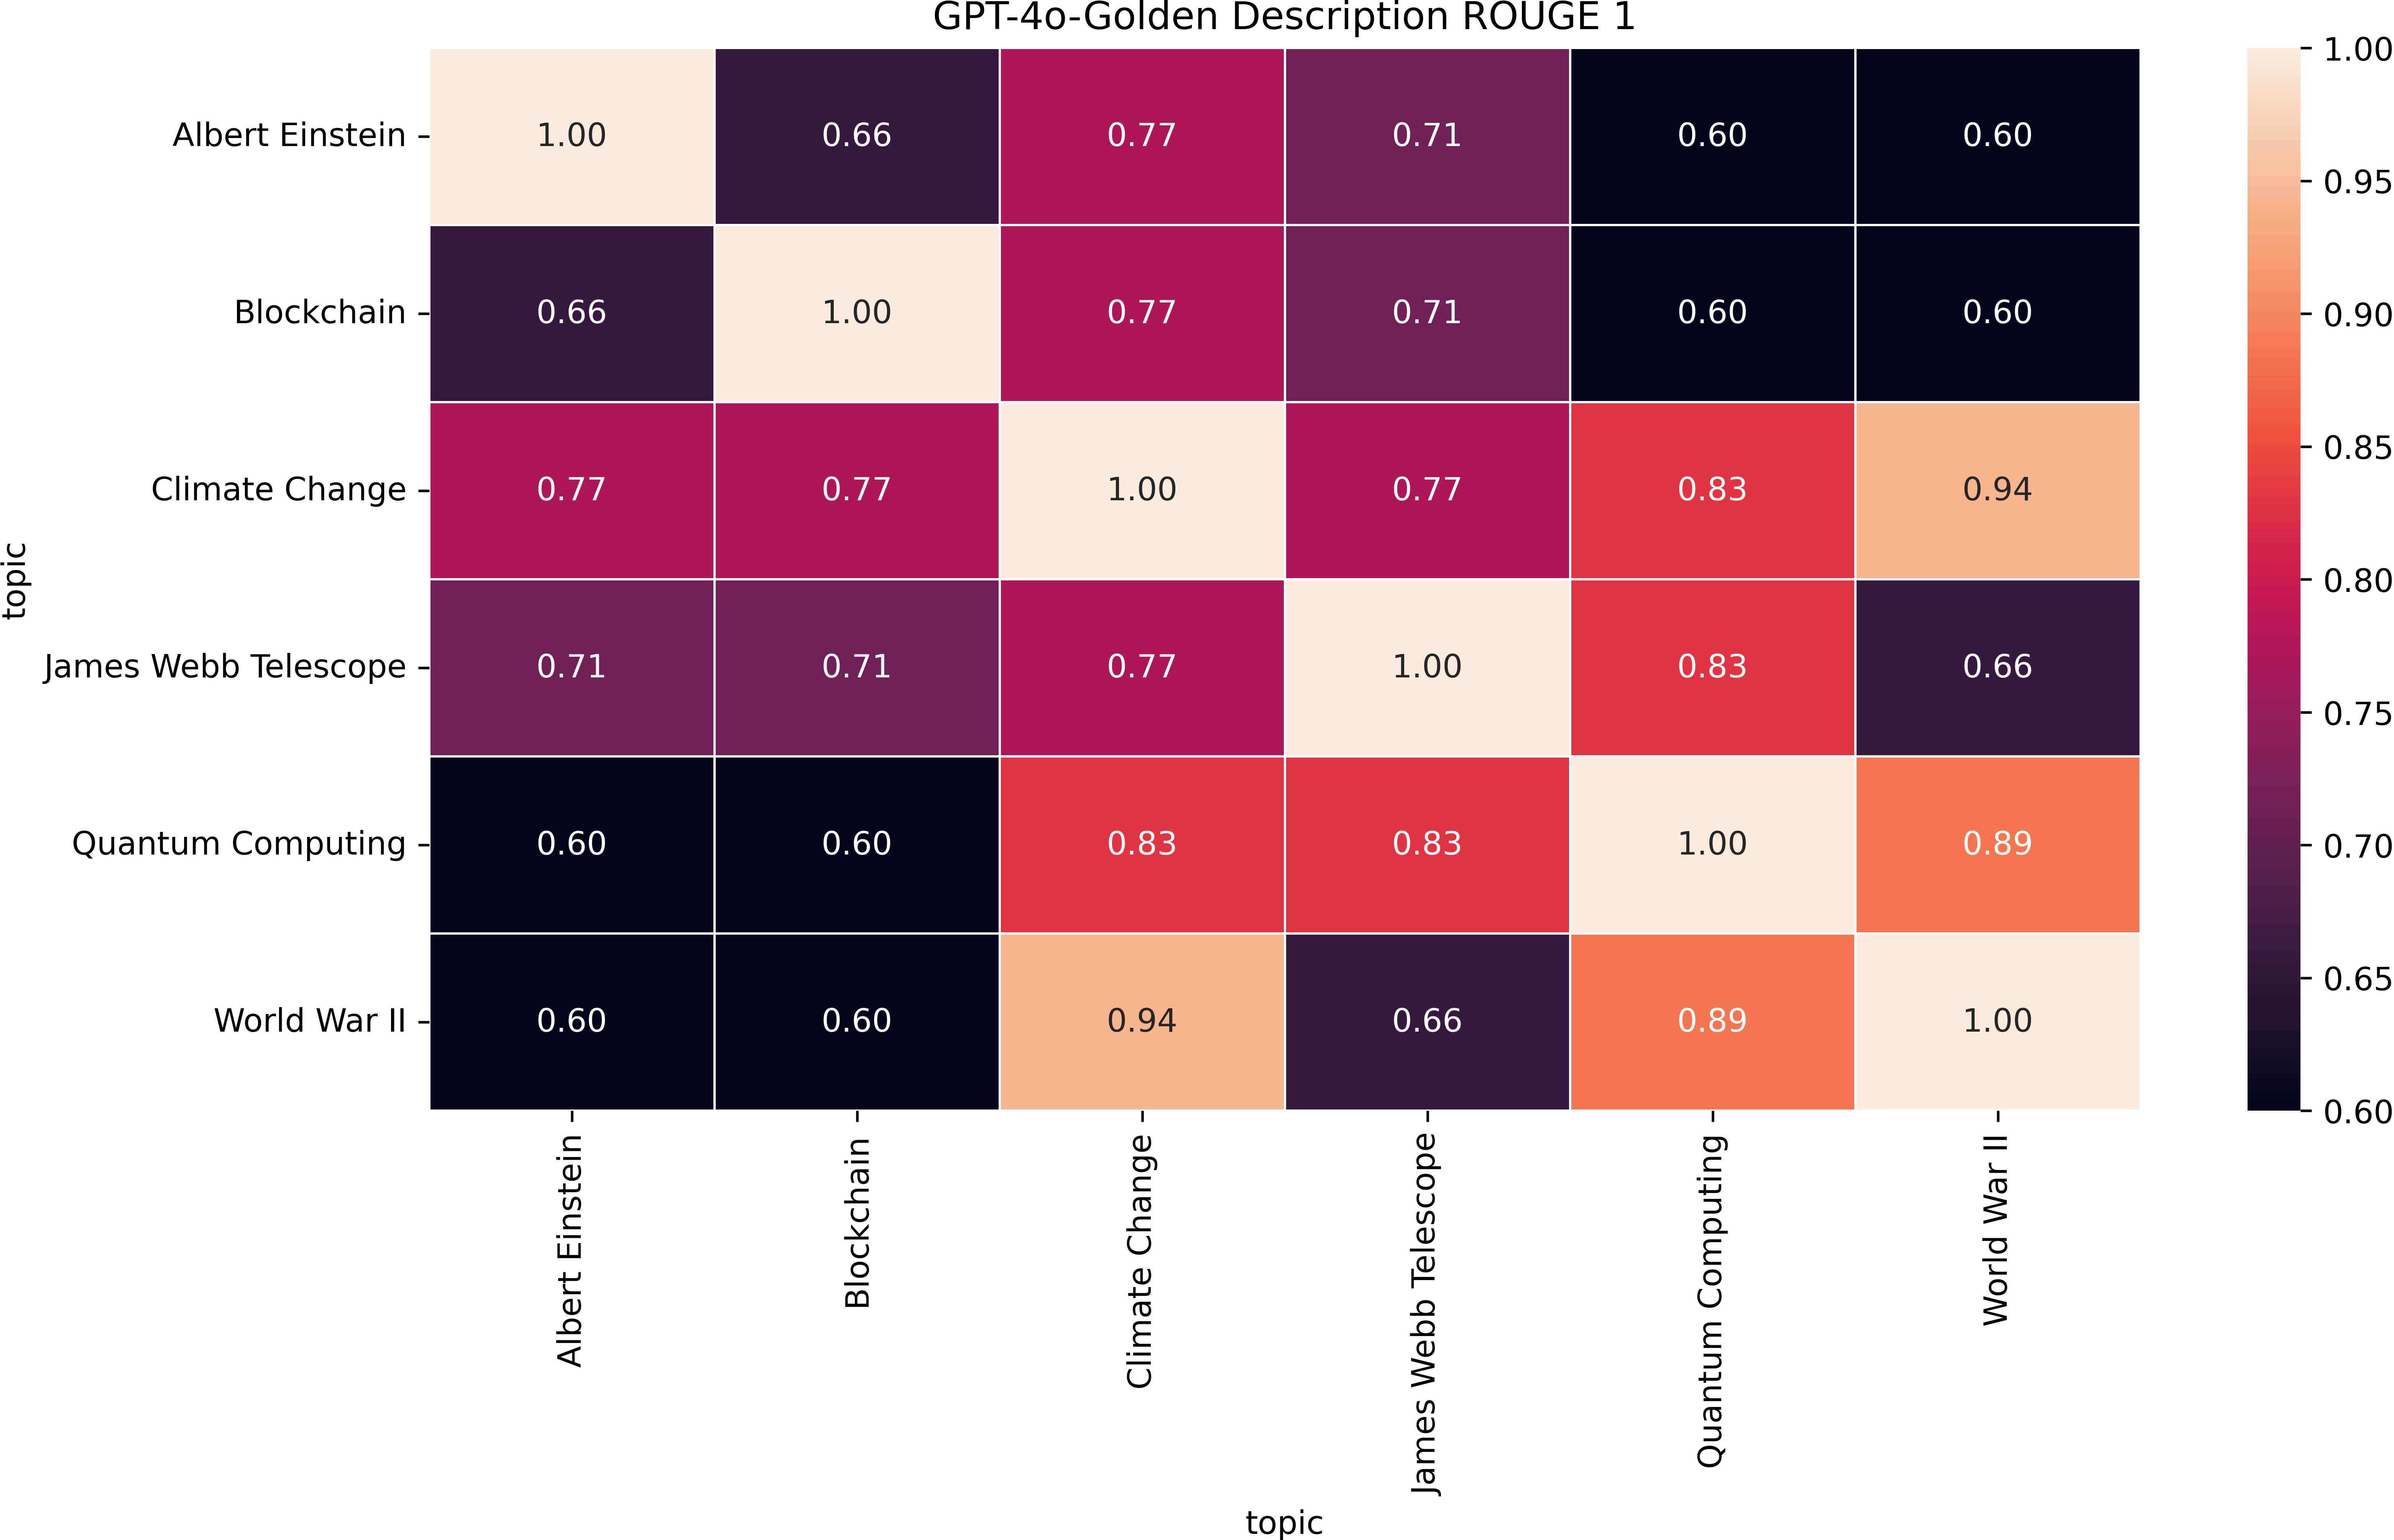 GPT-4o-Golden Description ROUGE 1
1.00
Albert Einstein 1.00 0.66 0.77 0.71 0.60 0.60
0.95
0.90
Blockchain 0.66 1.00 0.77 0.71 0.60 0.60
0.85
Climate Change 0.77 0.77 1.00 0.77 0.83 0.94
topic
0.80
James Webb Telescope 0.71 0.71 0.77 1.00 0.83 0.66
0.75
Quantum Computing 0.60 0.60 0.83 0.83 1.00 0.89
0.70
0.65
World War II 0.60 0.60 0.94 0.66 0.89 1.00
0.60
Albert Einstein
Blockchain
Climate Change
James Webb Telescope
Quantum Computing
World War II
topic